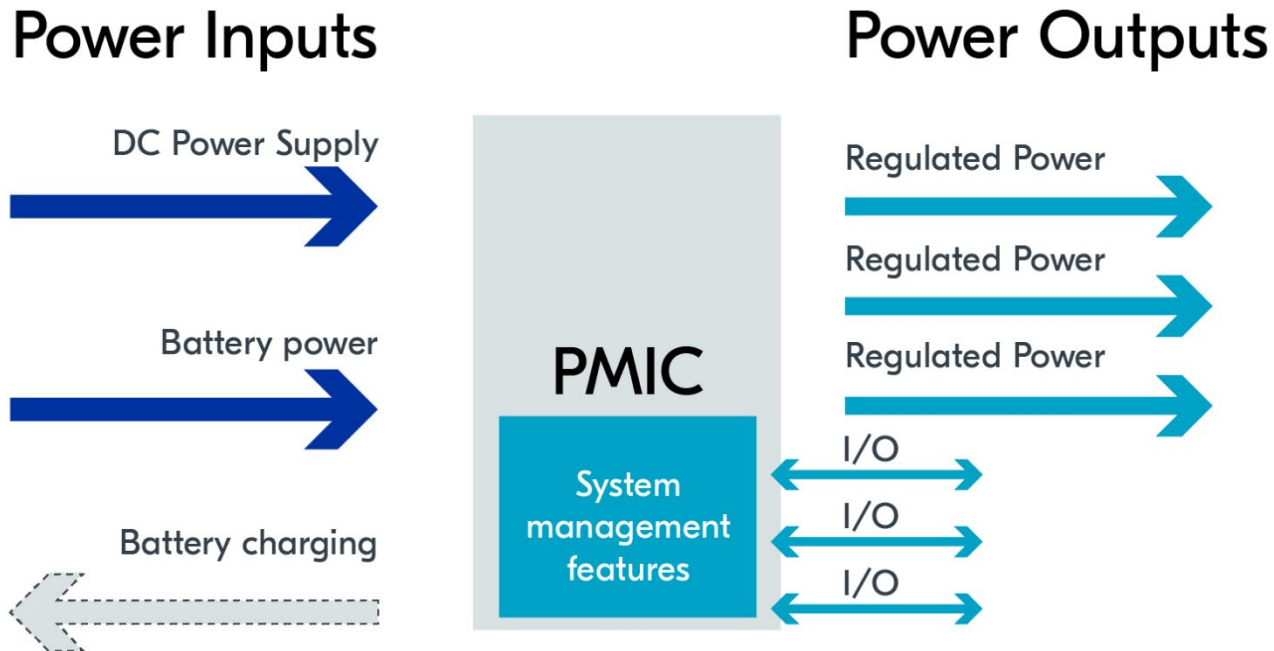 Power Inputs
Power Outputs
DC Power Supply
Battery power
Battery charging
PMIC
System
management
features
Regulated Power
Regulated Power
Regulated Power
I/O
I/O
I/O